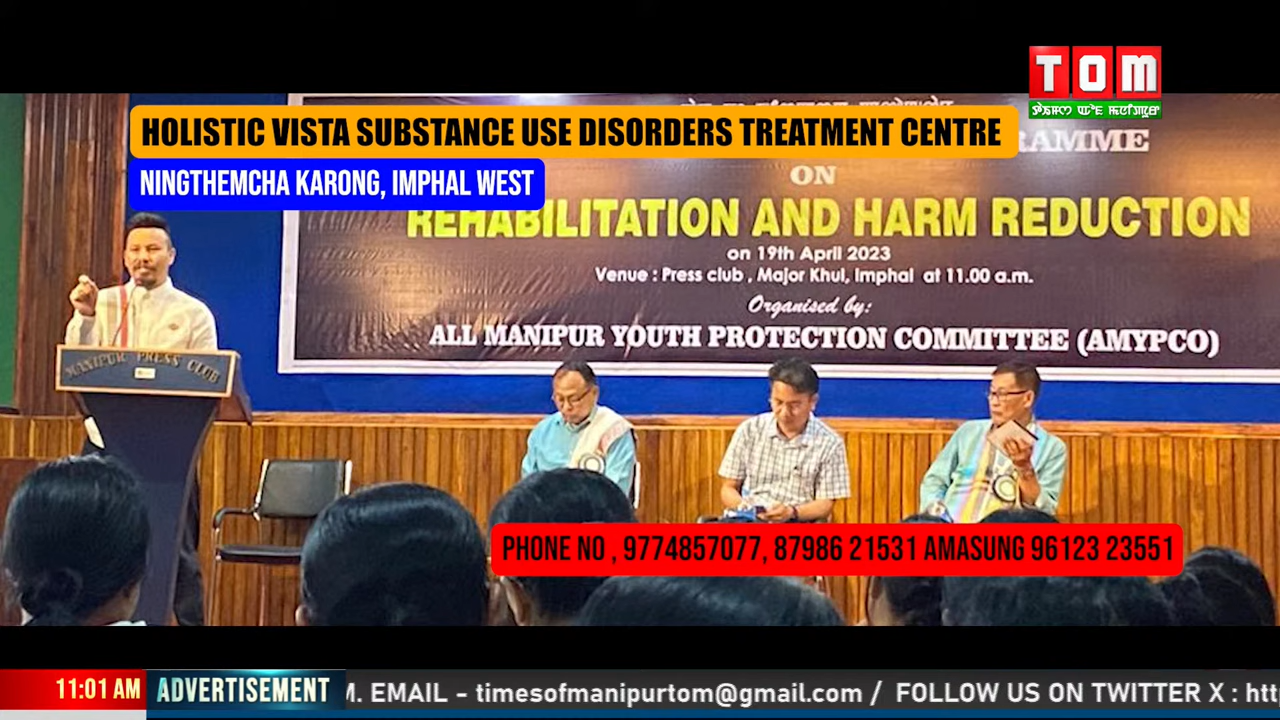 TOM
HOLISTIC VISTA SUBSTANCE USE DISORDERS TREATMENT CENTRE
NINGTHEMCHA KARONG, IMPHAL WEST
ON
REHABILITATION AND HARM REDUCTION
on 19th April 2023
Venue : Press club , Major Khul, Imphal at 11.00 a.m.
Organised by:
ALL MANIPUR YOUTH PROTECTION COMMITTEE (AMYPCO)
MANIPUR PRESS CLUB
PHONE NO , 9774857077, 87986 21531 AMASUNG 96123 23551
11:01 AM ADVERTISEMENT M. EMAIL - timesofmanipurtom@gmail.com / FOLLOW US ON TWITTER X : htt